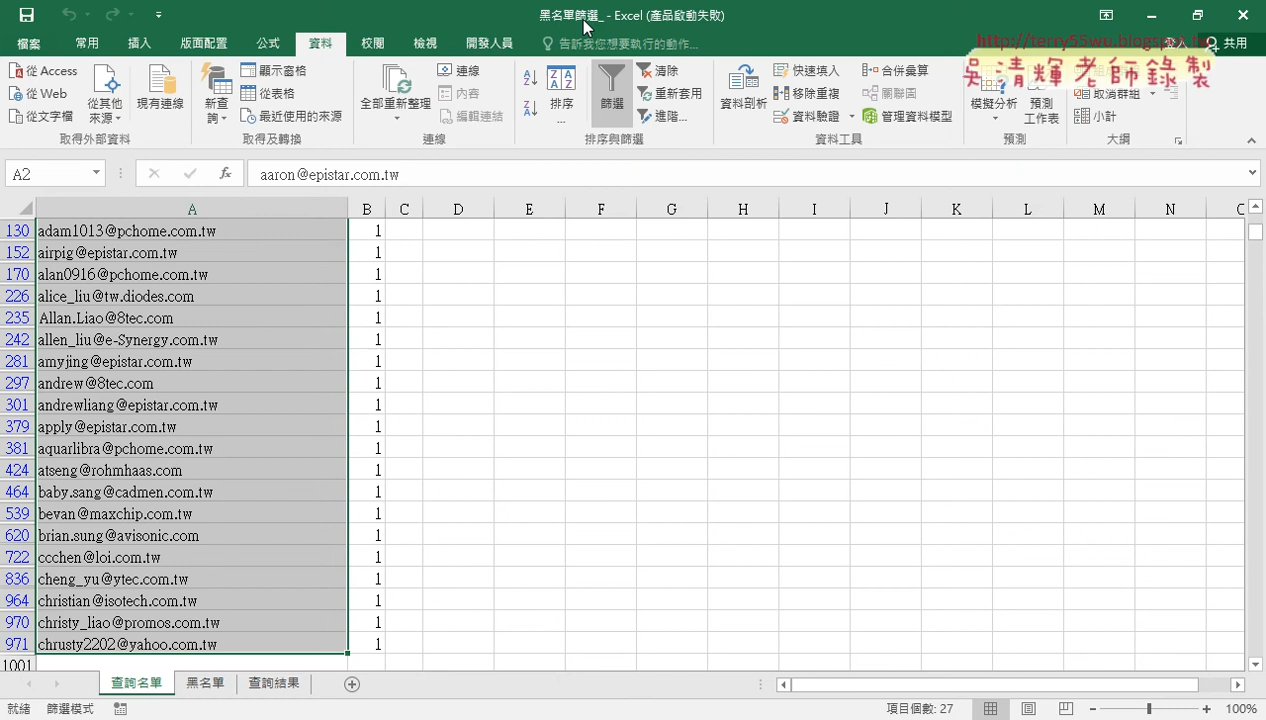 黑名單篩選_ - Excel (產品啟動失敗)
檔案 常用 插入 版面配置 公式 資料 校閱 檢視 開發人員 告訴我您想要執行的動作... 登入 共用
http://terry55wu.blogspot.tw
吳清輝老師錄製
從 Access
從 Web
從文字檔
從其他來源
現有連線
取得外部資料
新查詢
顯示查詢
從表格
最近使用的來源
取得及轉換
全部重新整理
連線
內容
編輯連結
連線
排序...
篩選
清除
重新套用
進階...
排序與篩選
資料剖析
快速填入
移除重複
資料驗證
合併彙算
關聯圖
管理資料模型
資料工具
模擬分析
預測工作表
預測
取消群組
小計
大綱
A2 fx aaron@epistar.com.tw
A B C D E F G H I J K L M N
130 adam1013@pchome.com.tw 1
152 airpig@epistar.com.tw 1
170 alan0916@pchome.com.tw 1
226 alice_liu@tw.diodes.com 1
235 Allan.Liao@8tec.com 1
242 allen_liu@e-Synergy.com.tw 1
281 amyjing@epistar.com.tw 1
297 andrew@8tec.com 1
301 andrewliang@epistar.com.tw 1
379 apply@epistar.com.tw 1
381 aquarlibra@pchome.com.tw 1
424 atseng@rohmhaas.com 1
464 baby.sang@cadmen.com.tw 1
539 bevan@maxchip.com.tw 1
620 brian.sung@avisonic.com 1
722 ccchen@loi.com.tw 1
836 cheng_yu@ytec.com.tw 1
964 christian@isotech.com.tw 1
970 christy_liao@promos.com.tw 1
971 chrusty2202@yahoo.com.tw 1
1001
查詢名單 黑名單 查詢結果
就緒 篩選模式 項目個數: 27 100%